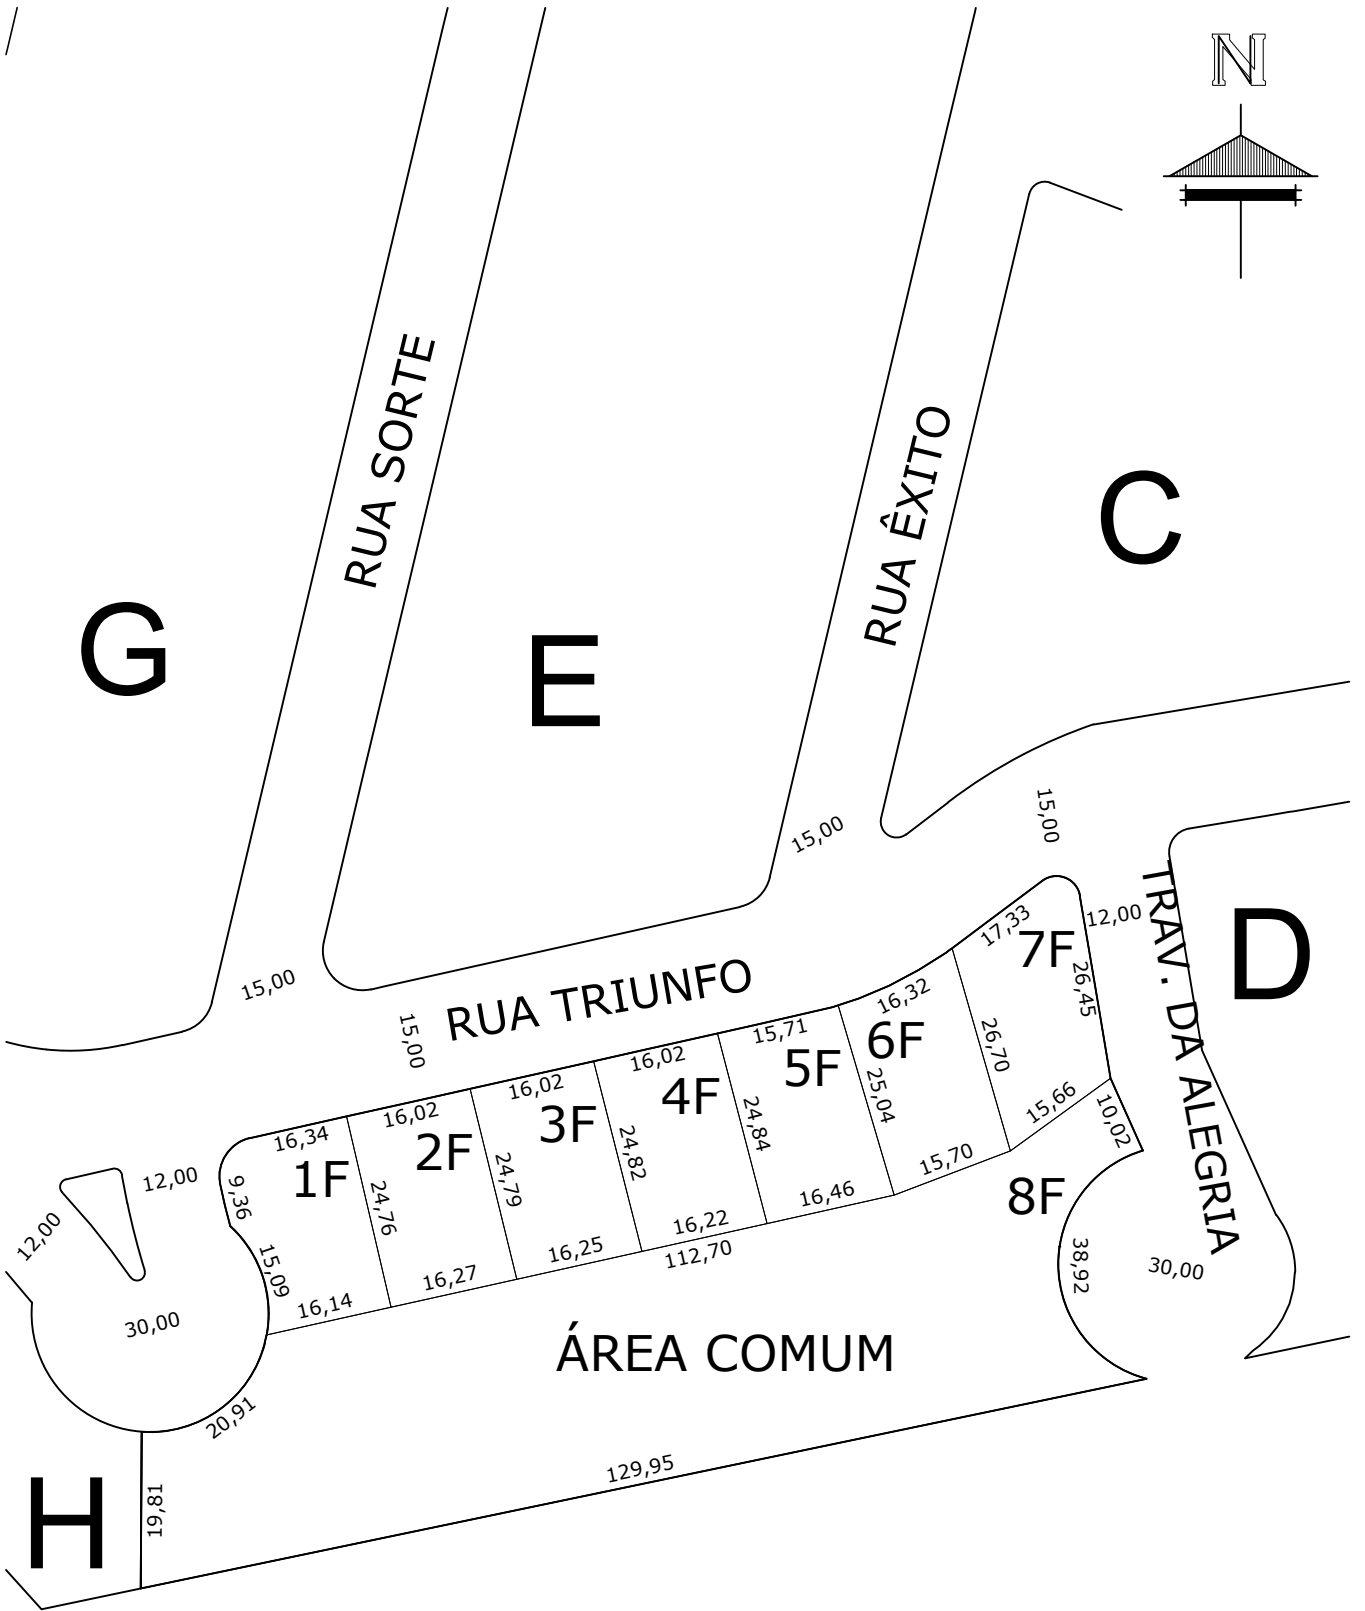 N
RUA SORTE
RUA ÊXITO
C
G
E
15,00
15,00
TRAV. DA ALEGRIA
12,00
D
17,33
7F
26,45
15,00
RUA TRIUNFO
15,00
16,32
6F
26,70
15,71
5F
25,04
16,02
4F
24,84
16,02
3F
24,82
16,02
2F
24,79
16,34
1F
24,76
15,66
10,02
12,00
9,36
12,00
15,70
8F
16,46
16,22
16,25
112,70
16,27
16,14
15,09
30,00
38,92
30,00
ÁREA COMUM
20,91
129,95
H
19,81